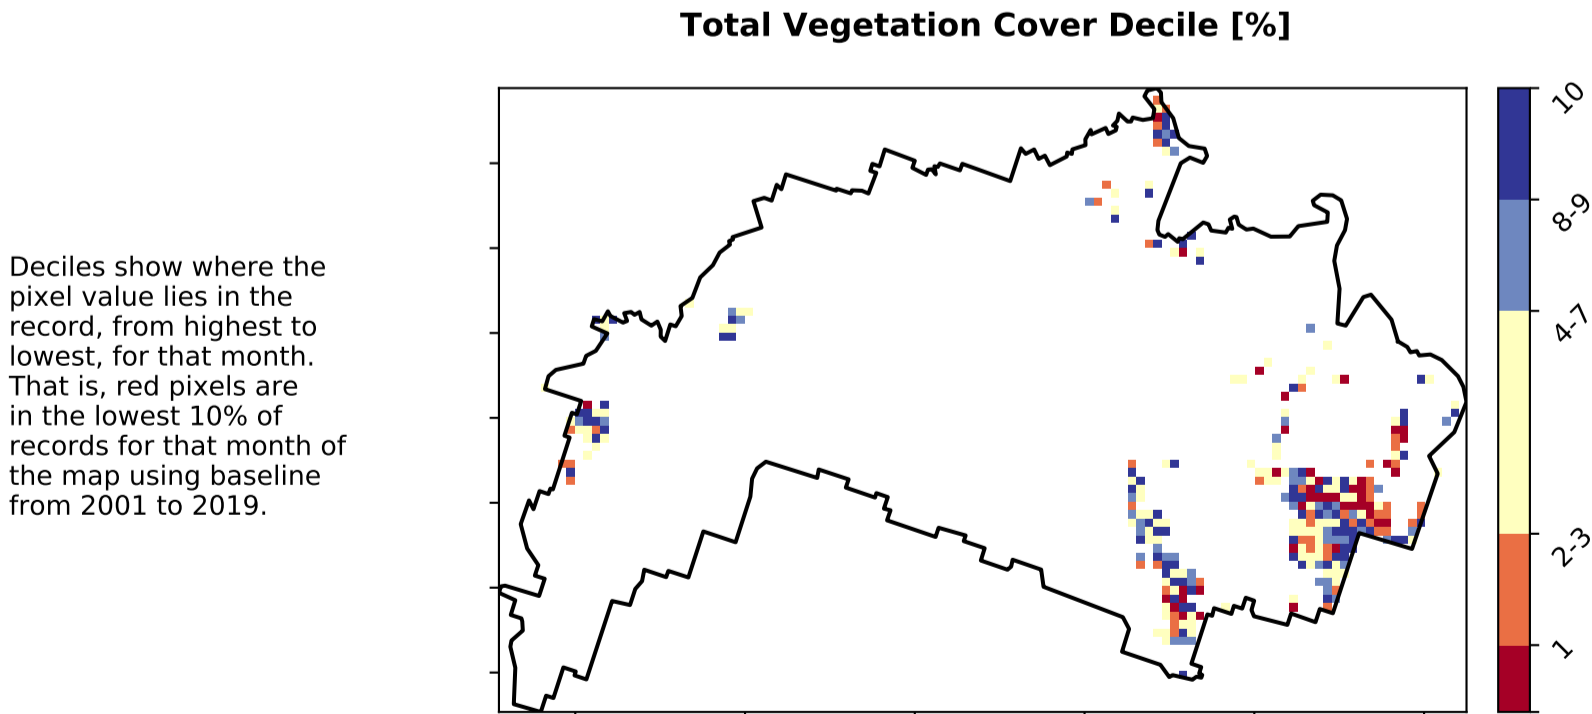 Total Vegetation Cover Decile [%]
Deciles show where the
pixel value lies in the
record, from highest to
lowest, for that month.
That is, red pixels are
in the lowest 10% of
records for that month of
the map using baseline
from 2001 to 2019.
10
8-9
4-7
2-3
1